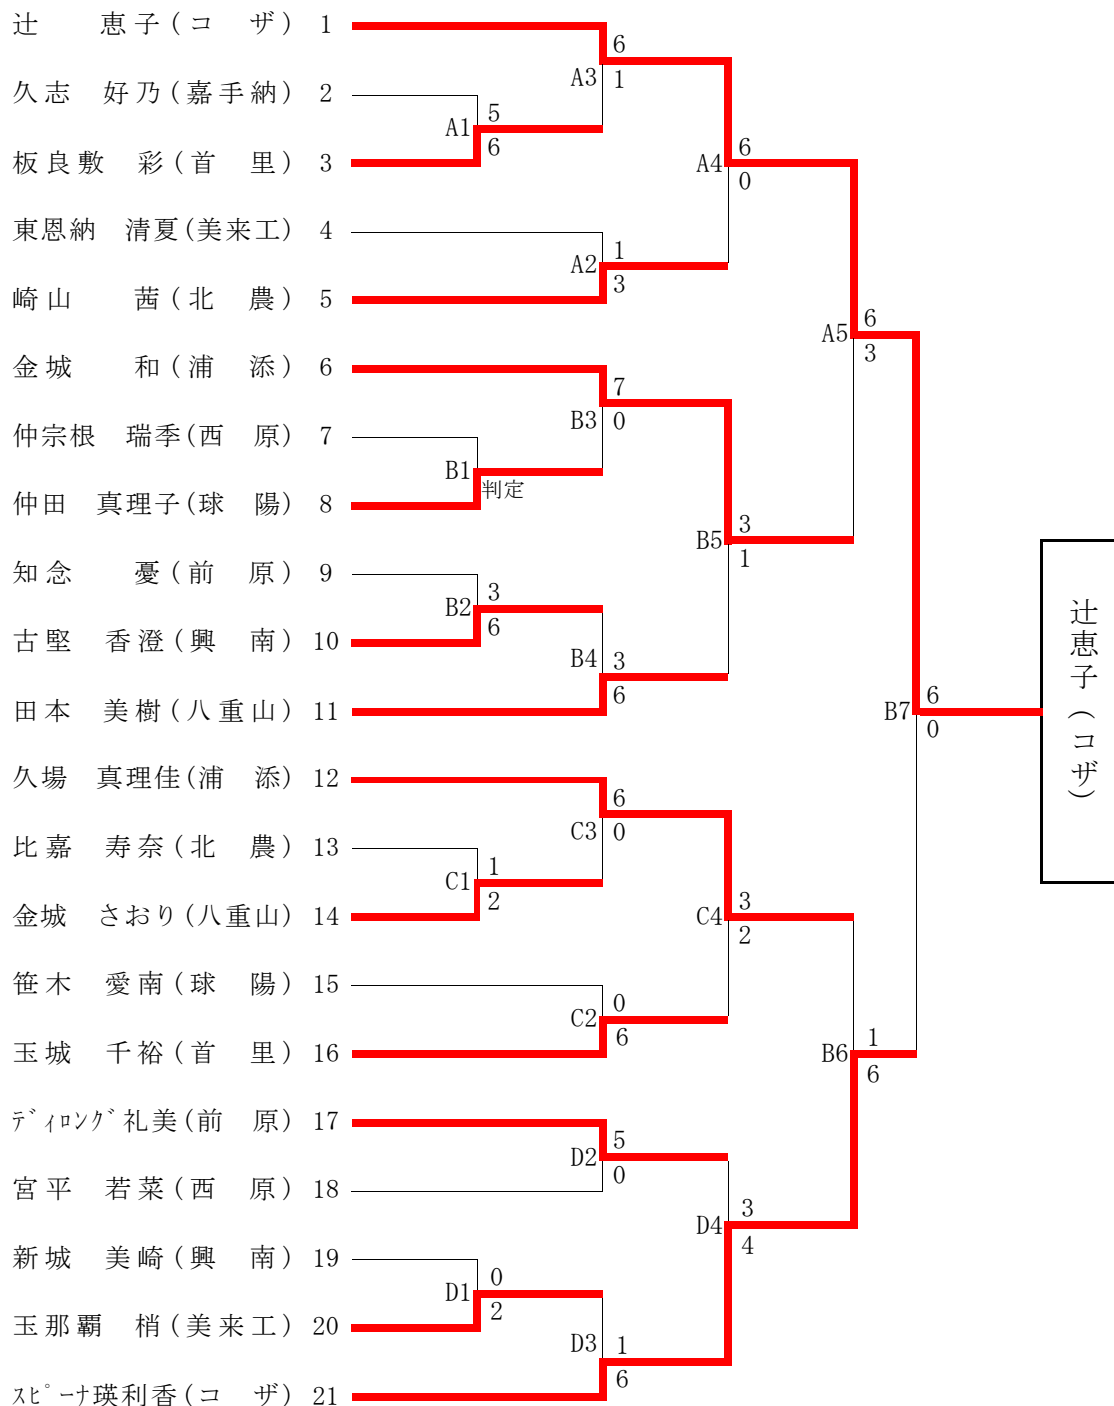 辻　恵子(コ　ザ) 1
久志　好乃(嘉手納) 2
板良敷　彩(首　里) 3
東恩納　清夏(美来工) 4
崎山　茜(北　農) 5
金城　和(浦　添) 6
仲宗根　瑞季(西　原) 7
仲田　真理子(球　陽) 8
知念　憂(前　原) 9
古堅　香澄(興　南) 10
田本　美樹(八重山) 11
久場　真理佳(浦　添) 12
比嘉　寿奈(北　農) 13
金城　さおり(八重山) 14
笹木　愛南(球　陽) 15
玉城　千裕(首　里) 16
ﾃﾞｨﾛﾝｸﾞ礼美(前　原) 17
宮平　若菜(西　原) 18
新城　美崎(興　南) 19
玉那覇　梢(美来工) 20
ｽﾋﾟｰﾅ瑛利香(コ　ザ) 21
A1 5 6
B1 判定
B2 3 6
C1 1 2
D1 0 2
A3 6 1
A2 1 3
B3 7 0
B4 3 6
C3 6 0
C2 0 6
D2 5 0
D3 1 6
A4 6 0
B5 3 1
C4 3 2
D4 3 4
A5 6 3
B6 1 6
B7 6 0
辻恵子(コザ)